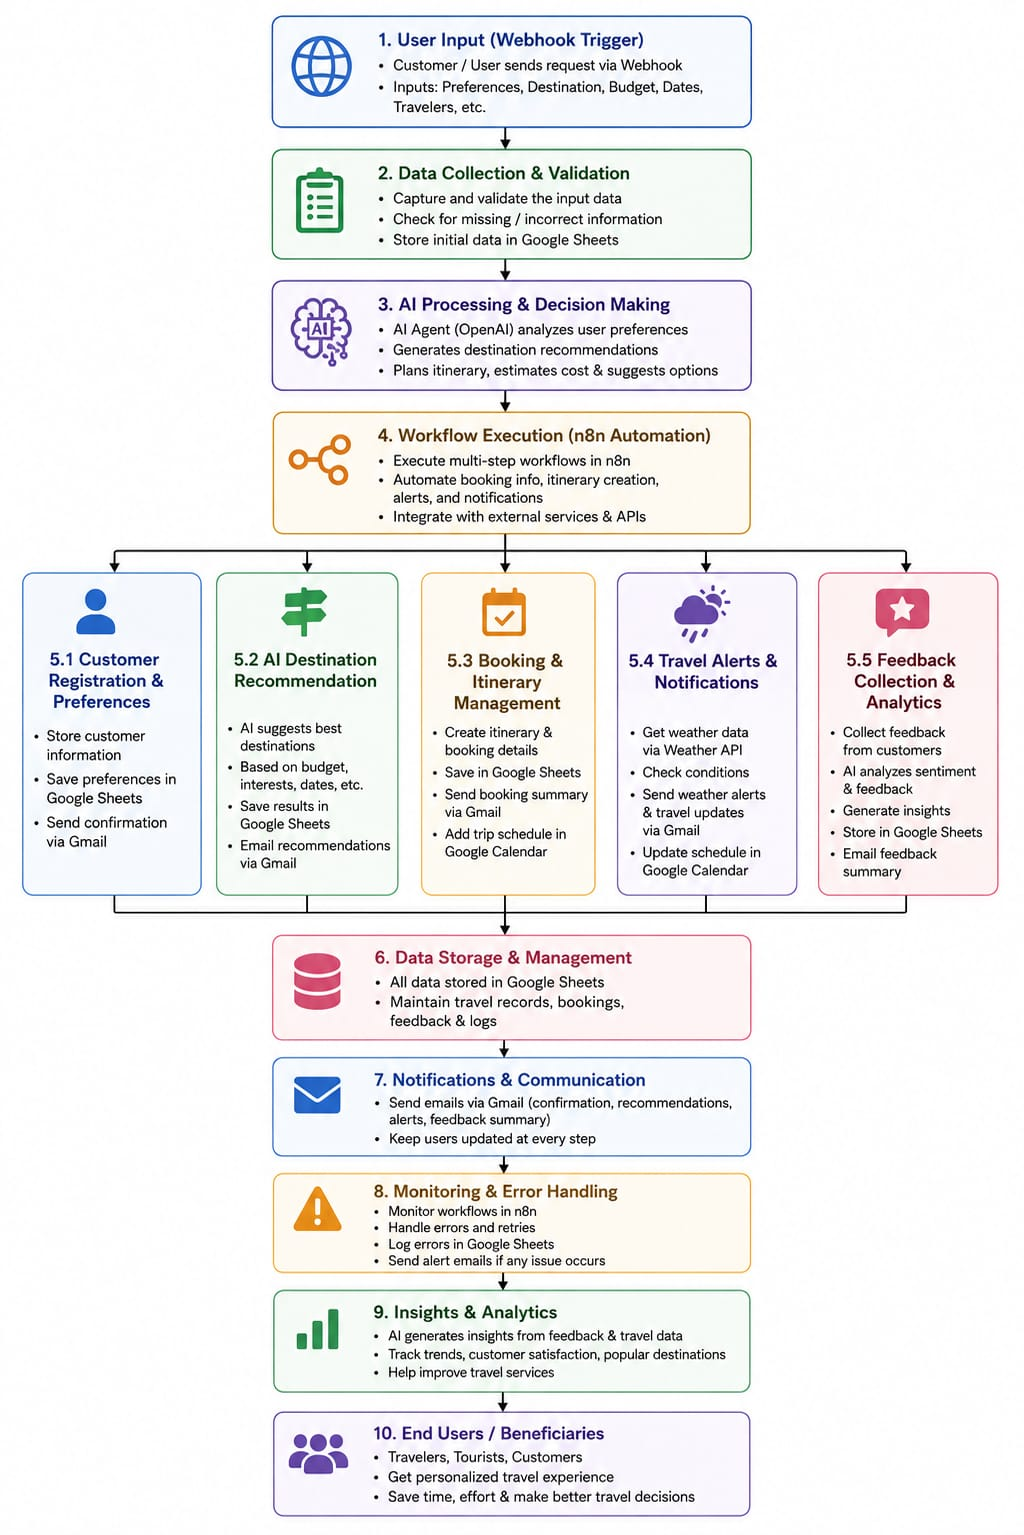 1. User Input (Webhook Trigger)
• Customer / User sends request via Webhook
• Inputs: Preferences, Destination, Budget, Dates,
Travelers, etc.
2. Data Collection & Validation
• Capture and validate the input data
• Check for missing / incorrect information
• Store initial data in Google Sheets
AI
3. AI Processing & Decision Making
• AI Agent (OpenAI) analyzes user preferences
• Generates destination recommendations
• Plans itinerary, estimates cost & suggests options
4. Workflow Execution (n8n Automation)
• Execute multi-step workflows in n8n
• Automate booking info, itinerary creation,
alerts, and notifications
• Integrate with external services & APIs
5.1 Customer
Registration &
Preferences
• Store customer
information
• Save preferences in
Google Sheets
• Send confirmation
via Gmail
5.2 AI Destination
Recommendation
• AI suggests best
destinations
• Based on budget,
interests, dates, etc.
• Save results in
Google Sheets
• Email recommendations
via Gmail
5.3 Booking &
Itinerary
Management
• Create itinerary &
booking details
• Save in Google Sheets
• Send booking summary
via Gmail
• Add trip schedule in
Google Calendar
5.4 Travel Alerts &
Notifications
• Get weather data
via Weather API
• Check conditions
• Send weather alerts
& travel updates
via Gmail
• Update schedule in
Google Calendar
5.5 Feedback
Collection &
Analytics
• Collect feedback
from customers
• AI analyzes sentiment
& feedback
• Generate insights
• Store in Google Sheets
• Email feedback
summary
6. Data Storage & Management
• All data stored in Google Sheets
• Maintain travel records, bookings,
feedback & logs
7. Notifications & Communication
• Send emails via Gmail (confirmation, recommendations,
alerts, feedback summary)
• Keep users updated at every step
8. Monitoring & Error Handling
• Monitor workflows in n8n
• Handle errors and retries
• Log errors in Google Sheets
• Send alert emails if any issue occurs
9. Insights & Analytics
• AI generates insights from feedback & travel data
• Track trends, customer satisfaction, popular destinations
• Help improve travel services
10. End Users / Beneficiaries
• Travelers, Tourists, Customers
• Get personalized travel experience
• Save time, effort & make better travel decisions